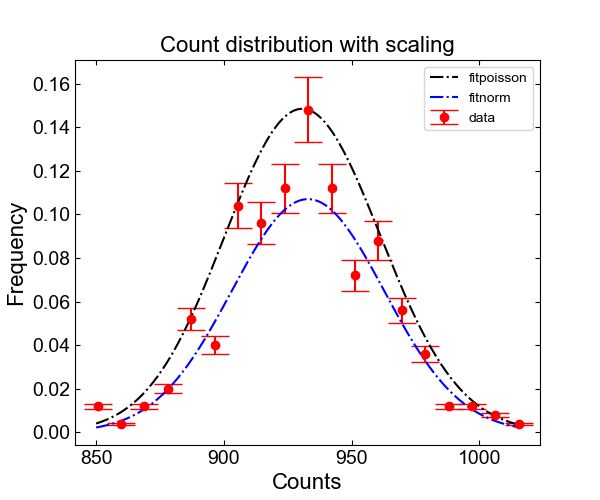 Count distribution with scaling
fitpoisson
fitnorm
data
0.16
0.14
0.12
0.10
0.08
0.06
0.04
0.02
0.00
Frequency
850
900
950
1000
Counts